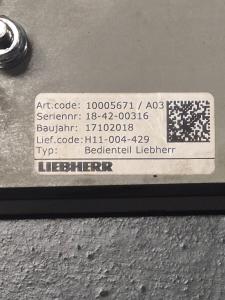 Art.code: 10005671 / A03
Seriennr: 18-42-00316
Baujahr: 17102018
Lief.code: H11-004-429
Typ: Bedienteil Liebherr
LIEBHERR